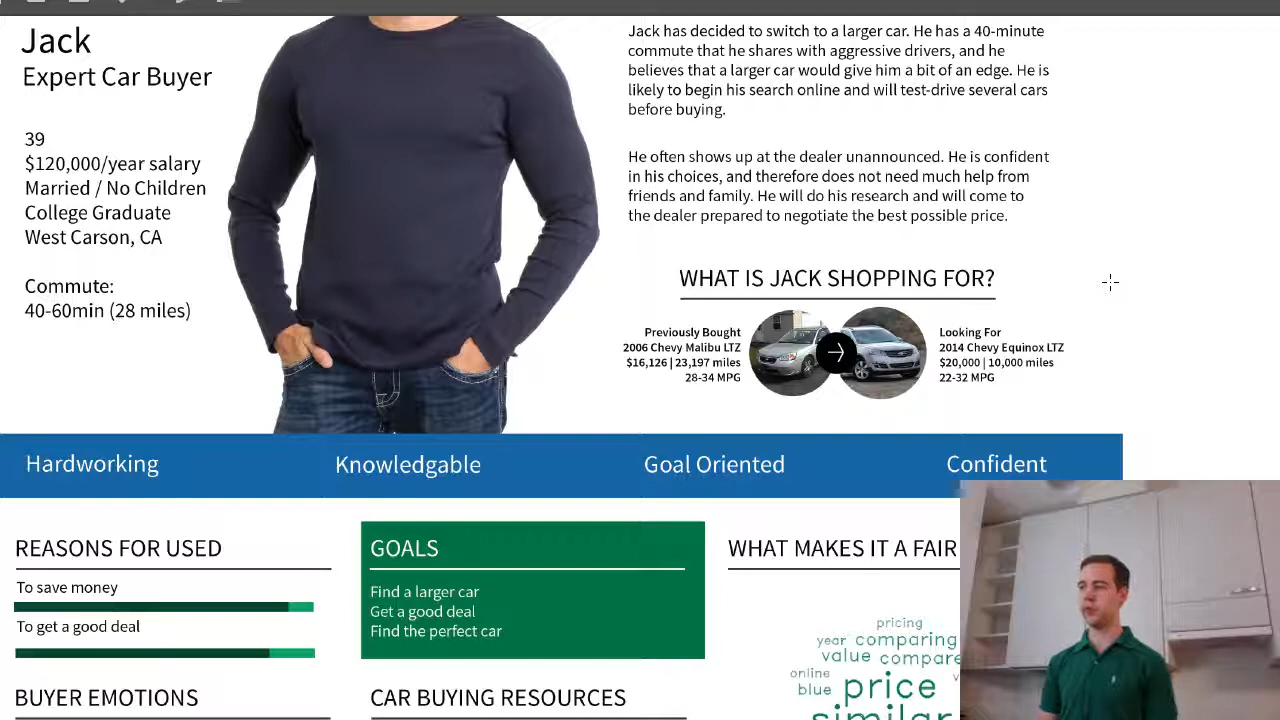 Jack
Expert Car Buyer
39
$120,000/year salary
Married / No Children
College Graduate
West Carson, CA
Commute:
40-60min (28 miles)
Jack has decided to switch to a larger car. He has a 40-minute
commute that he shares with aggressive drivers, and he
believes that a larger car would give him a bit of an edge. He is
likely to begin his search online and will test-drive several cars
before buying.
He often shows up at the dealer unannounced. He is confident
in his choices, and therefore does not need much help from
friends and family. He will do his research and will come to
the dealer prepared to negotiate the best possible price.
WHAT IS JACK SHOPPING FOR?
Previously Bought
2006 Chevy Malibu LTZ
$16,126 | 23,197 miles
28-34 MPG
Looking For
2014 Chevy Equinox LTZ
$20,000 | 10,000 miles
22-32 MPG
Hardworking Knowledgable Goal Oriented Confident
REASONS FOR USED
To save money
To get a good deal
GOALS
Find a larger car
Get a good deal
Find the perfect car
WHAT MAKES IT A FAIR
pricing
year comparing
value compare
online
blue price
similar
BUYER EMOTIONS
CAR BUYING RESOURCES